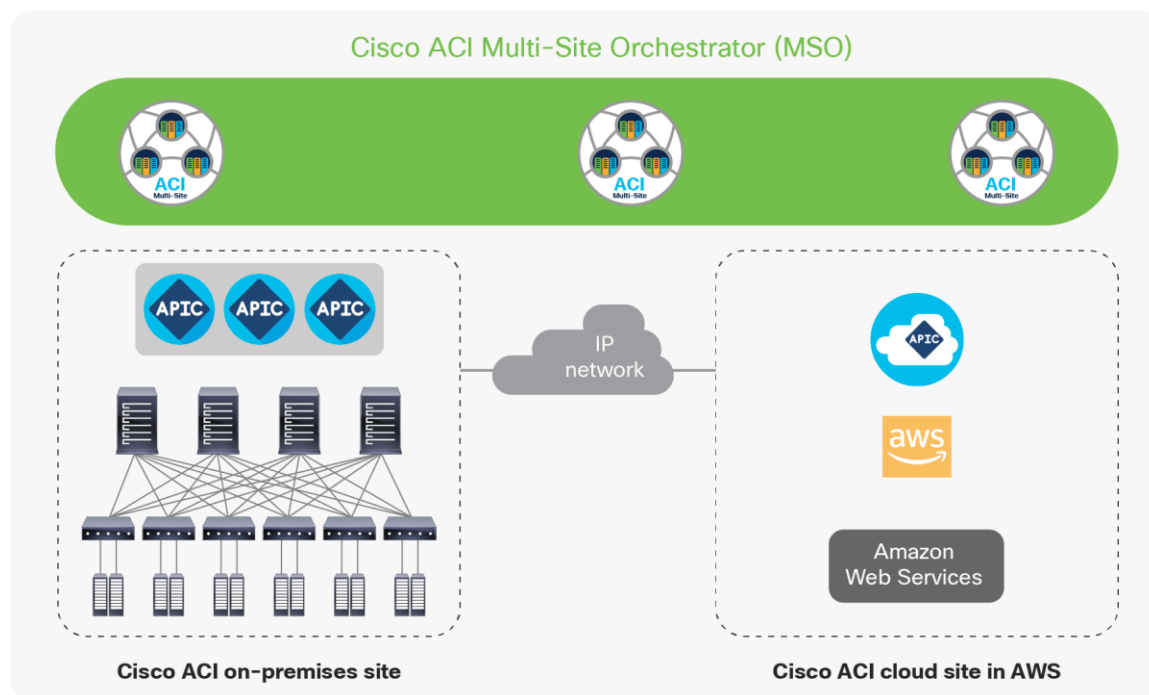 Cisco ACI Multi-Site Orchestrator (MSO)
ACI
Multi-Site
ACI
Multi-Site
ACI
Multi-Site
APIC
APIC
APIC
IP
network
APIC
aws
Amazon
Web Services
Cisco ACI on-premises site
Cisco ACI cloud site in AWS